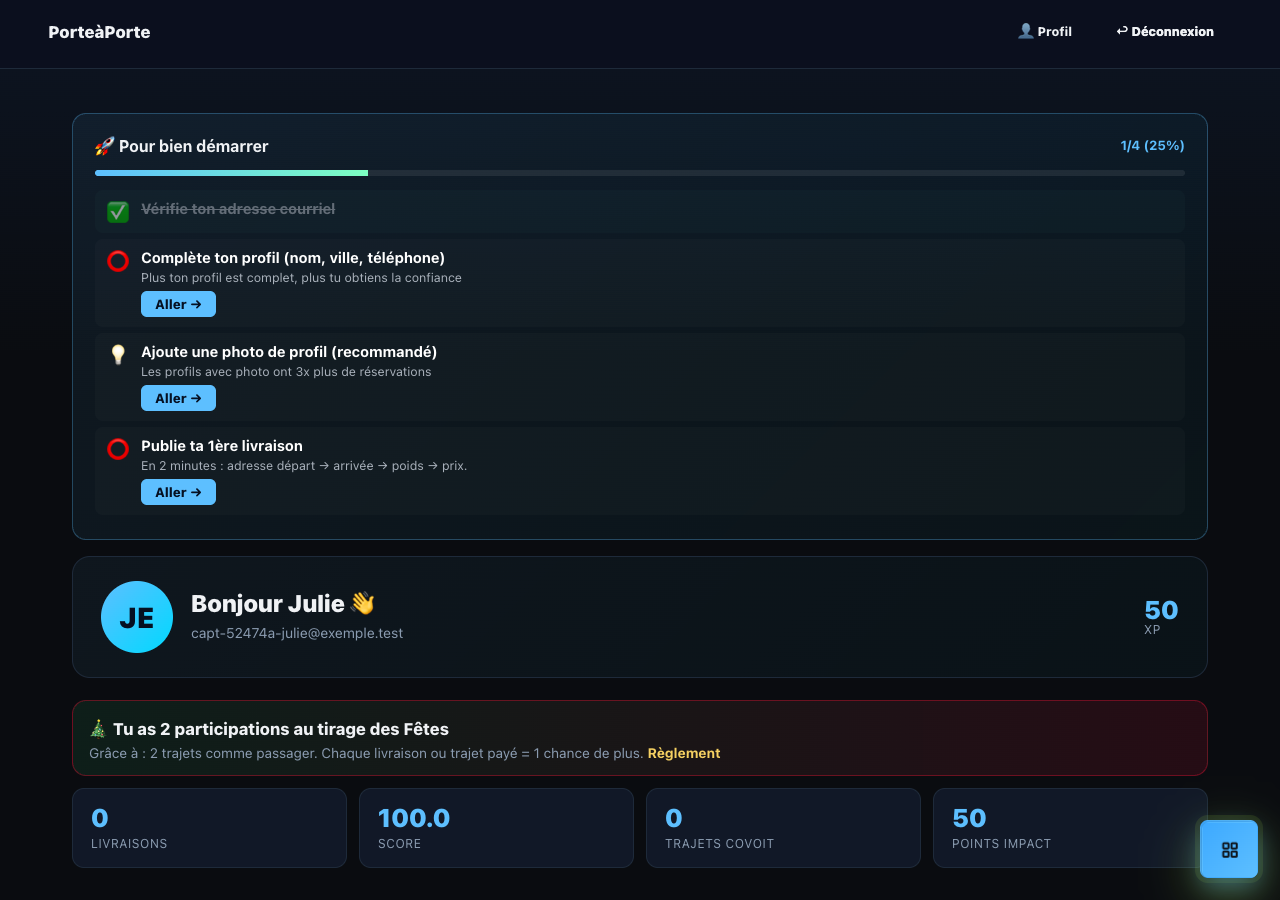 PorteàPorte
👤 Profil
↩ Déconnexion
🚀 Pour bien démarrer
1/4 (25%)
✅ Vérifie ton adresse courriel
⭕ Complète ton profil (nom, ville, téléphone)
Plus ton profil est complet, plus tu obtiens la confiance
Aller →
💡 Ajoute une photo de profil (recommandé)
Les profils avec photo ont 3x plus de réservations
Aller →
⭕ Publie ta 1ère livraison
En 2 minutes : adresse départ → arrivée → poids → prix.
Aller →
JE
Bonjour Julie 👋
capt-52474a-julie@exemple.test
50
XP
🎄 Tu as 2 participations au tirage des Fêtes
Grâce à : 2 trajets comme passager. Chaque livraison ou trajet payé = 1 chance de plus. Règlement
0
LIVRAISONS
100.0
SCORE
0
TRAJETS COVOIT
50
POINTS IMPACT